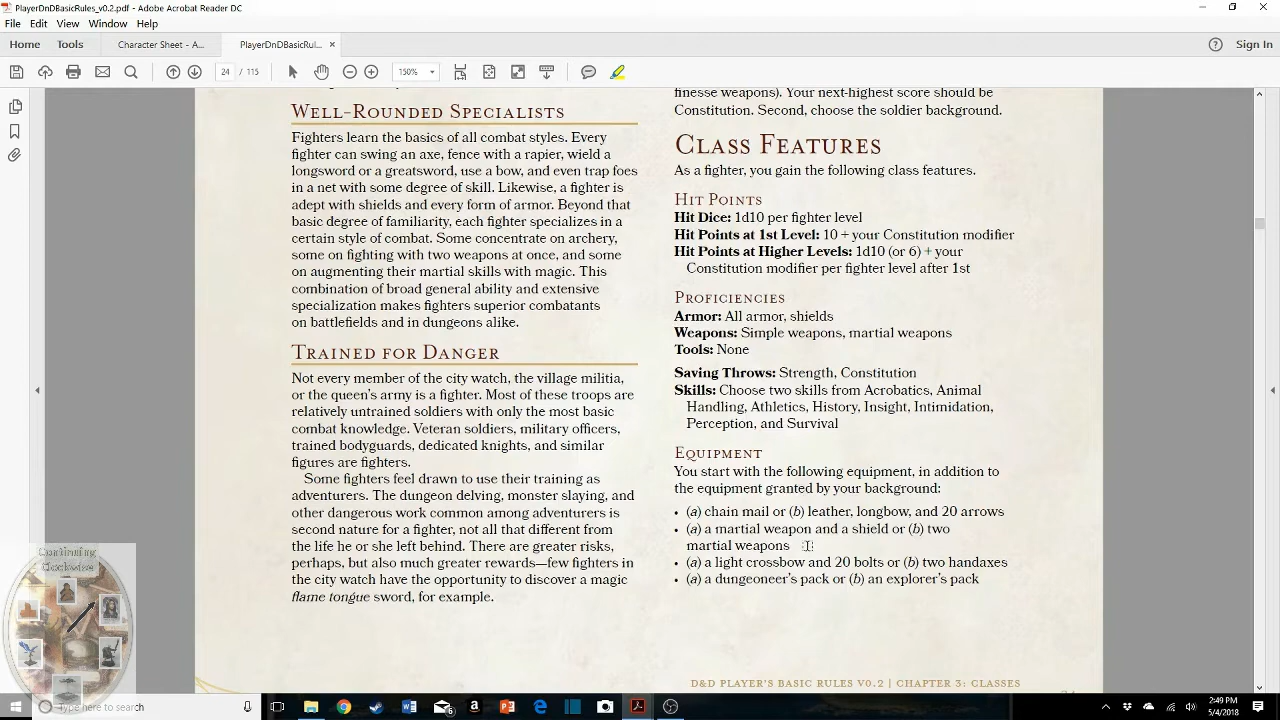 PlayerDnDBasicRules_v0.2.pdf - Adobe Acrobat Reader DC
File Edit View Window Help
Home Tools Character Sheet - A... PlayerDnDBasicRul... ×
Sign In
24 / 115 150%
WELL-ROUNDED SPECIALISTS
Fighters learn the basics of all combat styles. Every
fighter can swing an axe, fence with a rapier, wield a
longsword or a greatsword, use a bow, and even trap foes
in a net with some degree of skill. Likewise, a fighter is
adept with shields and every form of armor. Beyond that
basic degree of familiarity, each fighter specializes in a
certain style of combat. Some concentrate on archery,
some on fighting with two weapons at once, and some
on augmenting their martial skills with magic. This
combination of broad general ability and extensive
specialization makes fighters superior combatants
on battlefields and in dungeons alike.
TRAINED FOR DANGER
Not every member of the city watch, the village militia,
or the queen's army is a fighter. Most of these troops are
relatively untrained soldiers with only the most basic
combat knowledge. Veteran soldiers, military officers,
trained bodyguards, dedicated knights, and similar
figures are fighters.
Some fighters feel drawn to use their training as
adventurers. The dungeon delving, monster slaying, and
other dangerous work common among adventurers is
second nature for a fighter, not all that different from
the life he or she left behind. There are greater risks,
perhaps, but also much greater rewards—few fighters in
the city watch have the opportunity to discover a magic
flame tongue sword, for example.
finesse weapons). Your next-highest score should be
Constitution. Second, choose the soldier background.
CLASS FEATURES
As a fighter, you gain the following class features.
HIT POINTS
Hit Dice: 1d10 per fighter level
Hit Points at 1st Level: 10 + your Constitution modifier
Hit Points at Higher Levels: 1d10 (or 6) + your
Constitution modifier per fighter level after 1st
PROFICIENCIES
Armor: All armor, shields
Weapons: Simple weapons, martial weapons
Tools: None
Saving Throws: Strength, Constitution
Skills: Choose two skills from Acrobatics, Animal
Handling, Athletics, History, Insight, Intimidation,
Perception, and Survival
EQUIPMENT
You start with the following equipment, in addition to
the equipment granted by your background:
• (a) chain mail or (b) leather, longbow, and 20 arrows
• (a) a martial weapon and a shield or (b) two
martial weapons
• (a) a light crossbow and 20 bolts or (b) two handaxes
• (a) a dungeoneer's pack or (b) an explorer's pack
D&D PLAYER'S BASIC RULES V0.2 | CHAPTER 3: CLASSES
Continuing
Clockwise
Type here to search
2:49 PM
5/4/2018